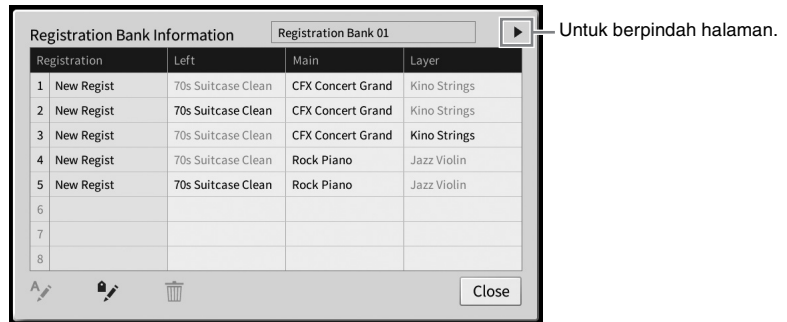 Registration Bank Information Registration Bank 01 Untuk berpindah halaman.
Registration Left Main Layer
1 New Regist 70s Suitcase Clean CFX Concert Grand Kino Strings
2 New Regist 70s Suitcase Clean CFX Concert Grand Kino Strings
3 New Regist 70s Suitcase Clean CFX Concert Grand Kino Strings
4 New Regist 70s Suitcase Clean Rock Piano Jazz Violin
5 New Regist 70s Suitcase Clean Rock Piano Jazz Violin
6
7
8
A Close